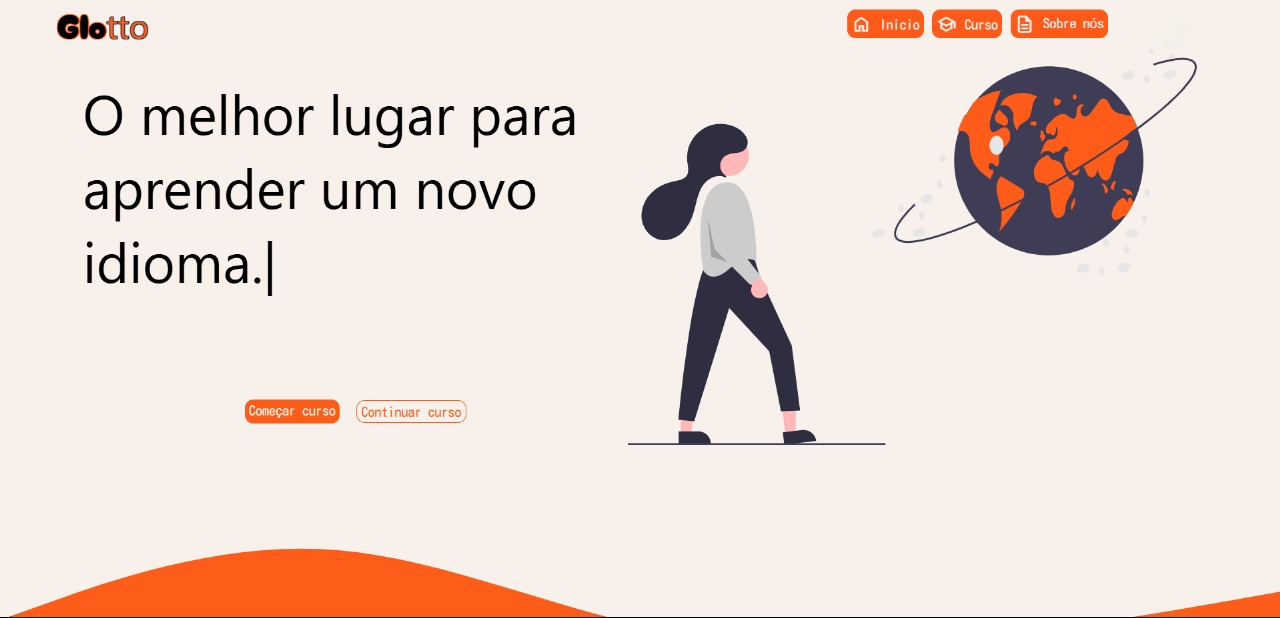 Glotto
Inicio
Curso
Sobre nós
O melhor lugar para
aprender um novo
idioma.|
Começar curso
Continuar curso